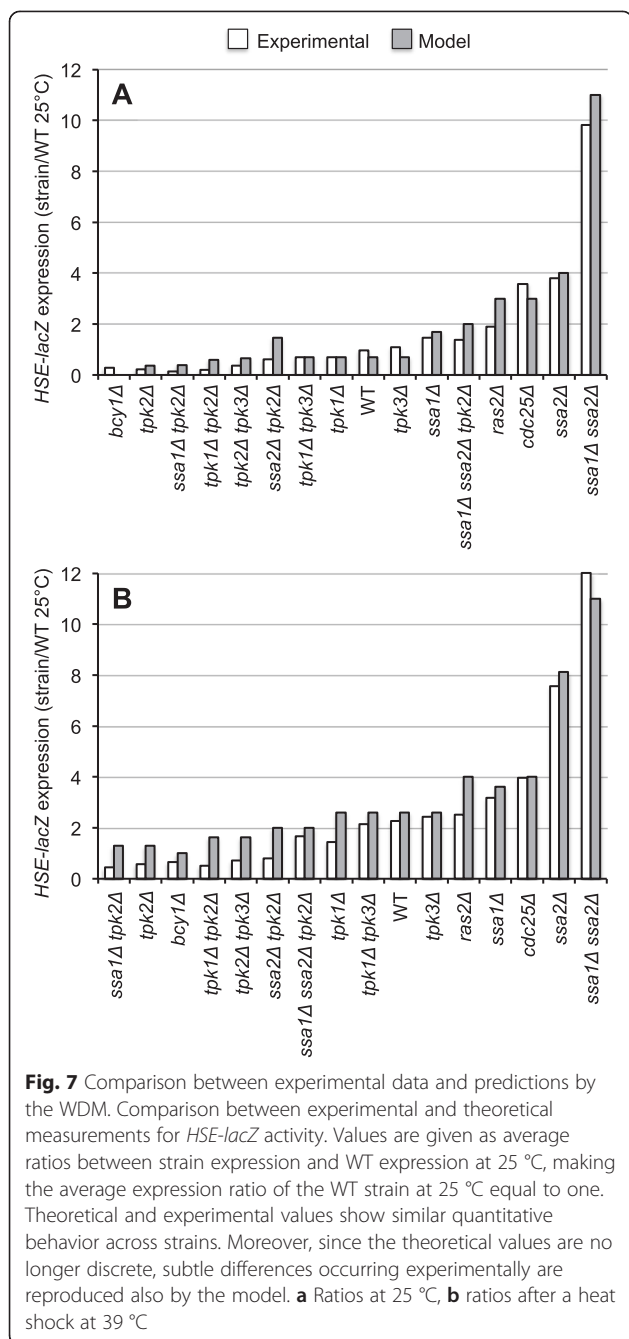 Experimental Model
A
HSE-lacZ expression (strain/WT 25°C)
12
10
8
6
4
2
0
bcy1Δ
tpk2Δ
ssa1Δ tpk2Δ
tpk1Δ tpk2Δ
tpk2Δ tpk3Δ
ssa2Δ tpk2Δ
tpk1Δ tpk3Δ
tpk1Δ
WT
tpk3Δ
ssa1Δ
ssa1Δ ssa2Δ tpk2Δ
ras2Δ
cdc25Δ
ssa2Δ
ssa1Δ ssa2Δ
B
HSE-lacZ expression (strain/WT 25°C)
12
10
8
6
4
2
0
ssa1Δ tpk2Δ
tpk2Δ
bcy1Δ
tpk1Δ tpk2Δ
tpk2Δ tpk3Δ
ssa2Δ tpk2Δ
ssa1Δ ssa2Δ tpk2Δ
tpk1Δ
tpk1Δ tpk3Δ
WT
tpk3Δ
ras2Δ
ssa1Δ
cdc25Δ
ssa2Δ
ssa1Δ ssa2Δ
Fig. 7 Comparison between experimental data and predictions by
the WDM. Comparison between experimental and theoretical
measurements for HSE-lacZ activity. Values are given as average
ratios between strain expression and WT expression at 25 °C, making
the average expression ratio of the WT strain at 25 °C equal to one.
Theoretical and experimental values show similar quantitative
behavior across strains. Moreover, since the theoretical values are no
longer discrete, subtle differences occurring experimentally are
reproduced also by the model. a Ratios at 25 °C, b ratios after a heat
shock at 39 °C